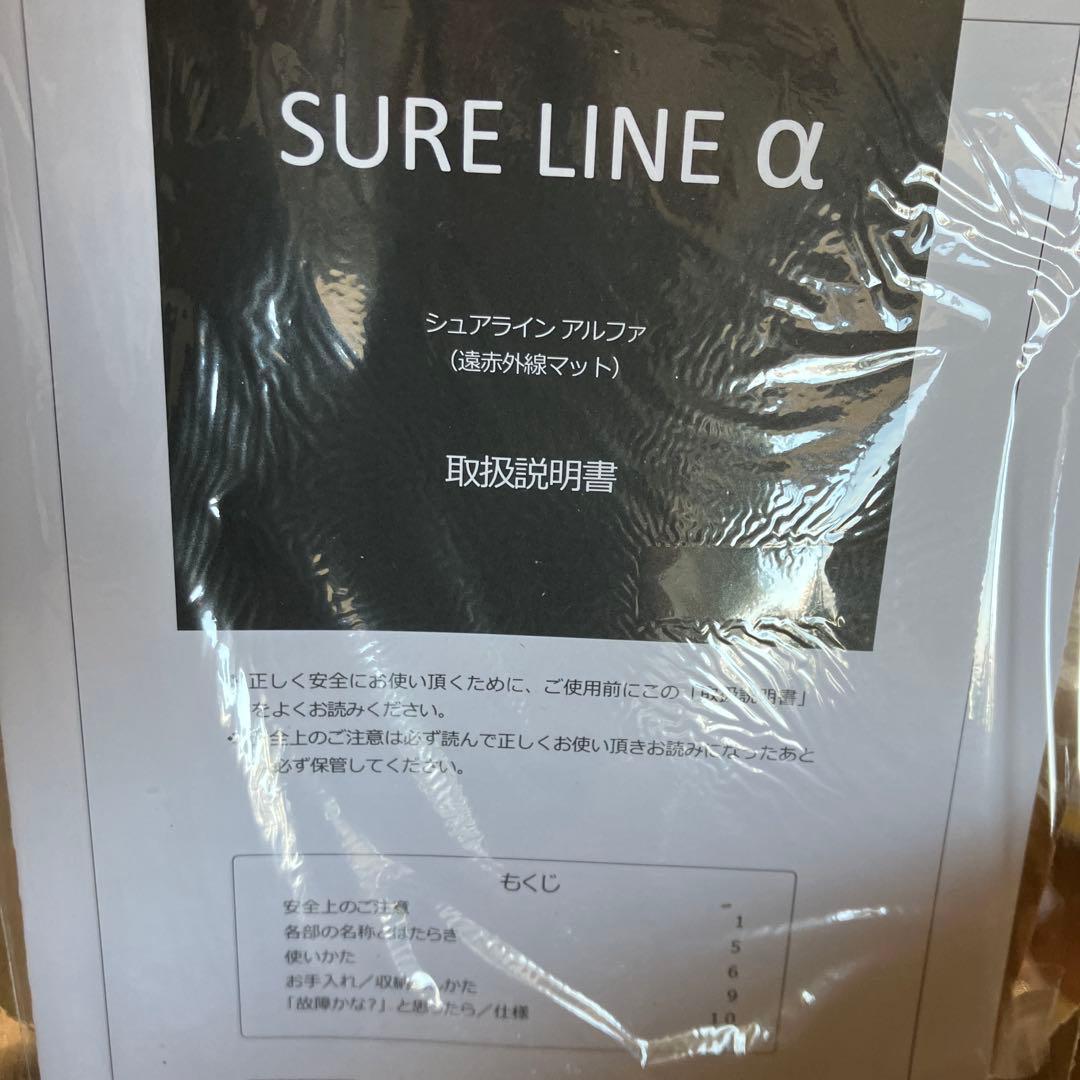 SURE LINE α
シュアライン アルファ
（遠赤外線マット）
取扱説明書
正しく安全にお使い頂くために、ご使用前にこの「取扱説明書」
をよくお読みください。
全上のご注意は必ず読んで正しくお使い頂きお読みになったあと
必ず保管してください。
もくじ
安全上のご注意 1
各部の名称とはたらき 5
使いかた 6
お手入れ／収納 かた 9
「故障かな?」と思ったら／仕様 10